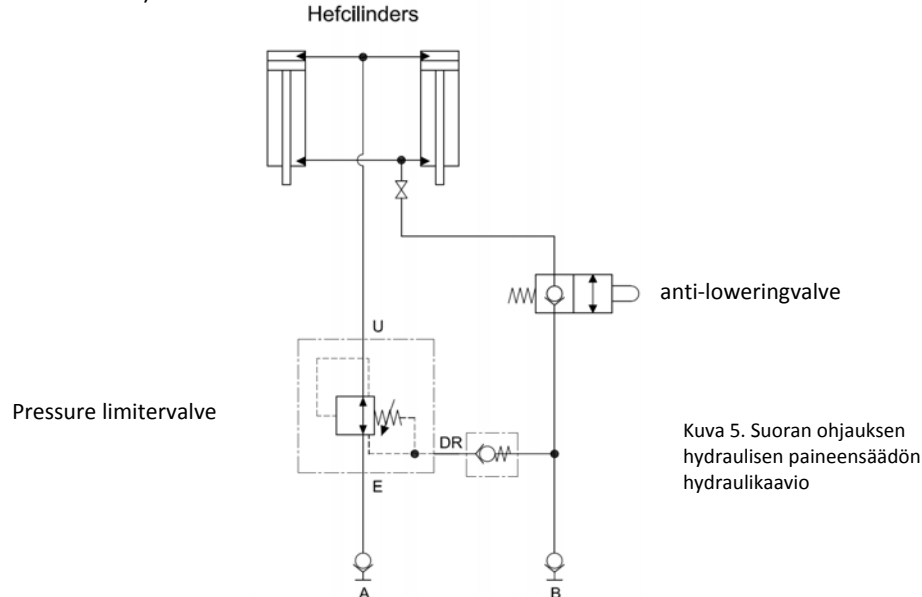 Hefcilinders
anti-loweringvalve
U
Pressure limitervalve
DR
Kuva 5. Suoran ohjauksen
hydraulisen paineensäädön
hydraulikaavio
E
A
B